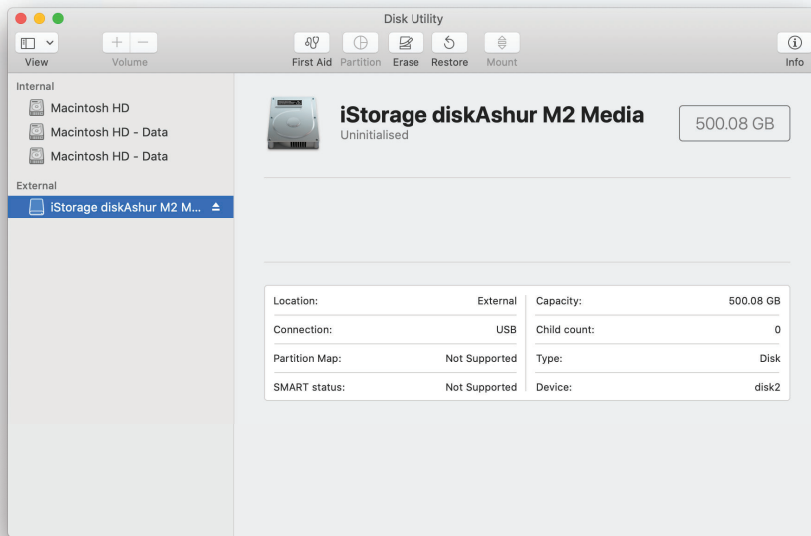 Disk Utility
View
Volume
First Aid
Partition
Erase
Restore
Mount
Info
Internal
Macintosh HD
Macintosh HD - Data
Macintosh HD - Data
External
iStorage diskAshur M2 M...
iStorage diskAshur M2 Media
Uninitialised
500.08 GB
Location: External
Connection: USB
Partition Map: Not Supported
SMART status: Not Supported
Capacity: 500.08 GB
Child count: 0
Type: Disk
Device: disk2